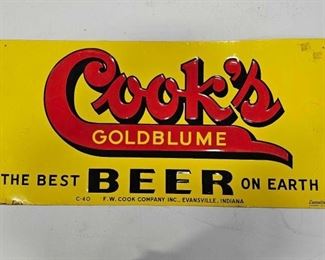 Cook's
GOLDBLUME
THE BEST BEER ON EARTH
C-40 F.W. COOK COMPANY INC., EVANSVILLE, INDIANA